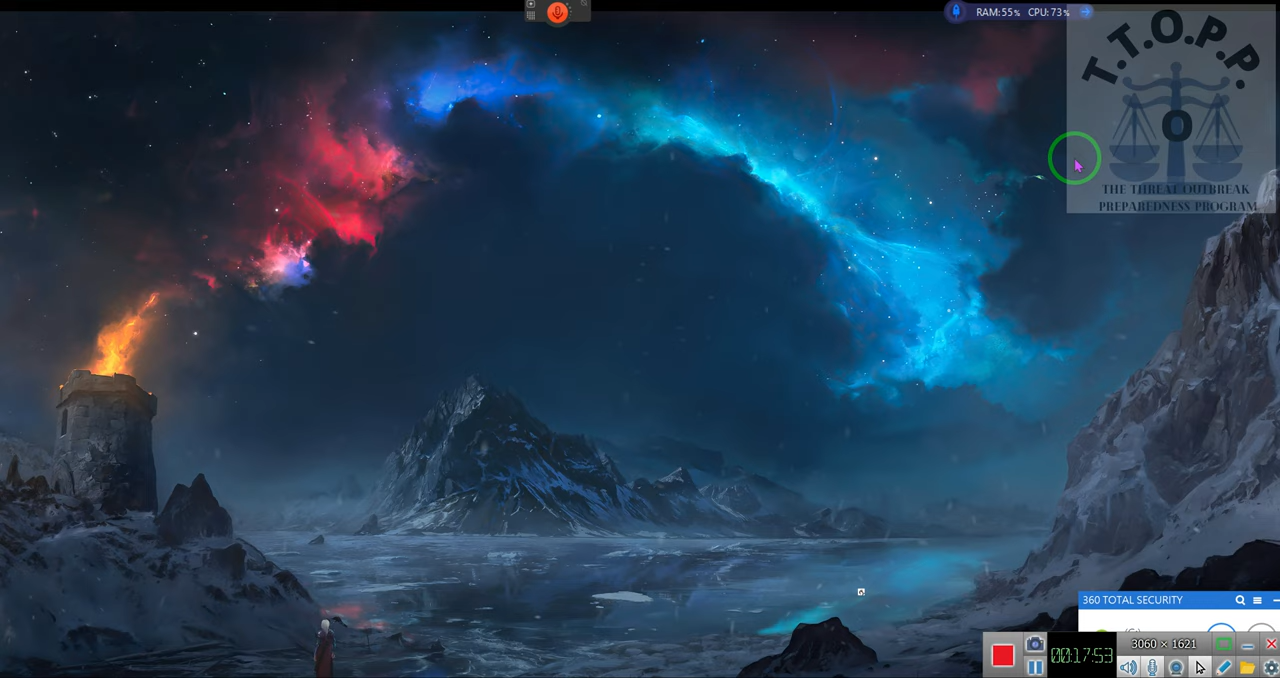 RAM:55% CPU:73%
T.T.O.P.P.
O
THE THREAT OUTBREAK
PREPAREDNESS PROGRAM
360 TOTAL SECURITY
3060 × 1621
00:17:53